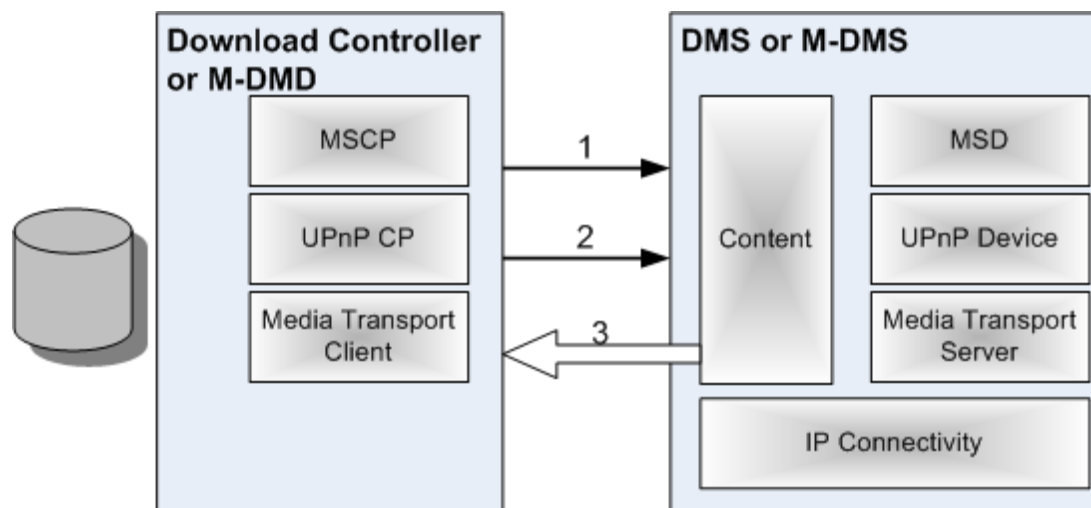 Download Controller
or M-DMD
MSCP
UPnP CP
Media Transport
Client
1
2
3
DMS or M-DMS
Content
MSD
UPnP Device
Media Transport
Server
IP Connectivity